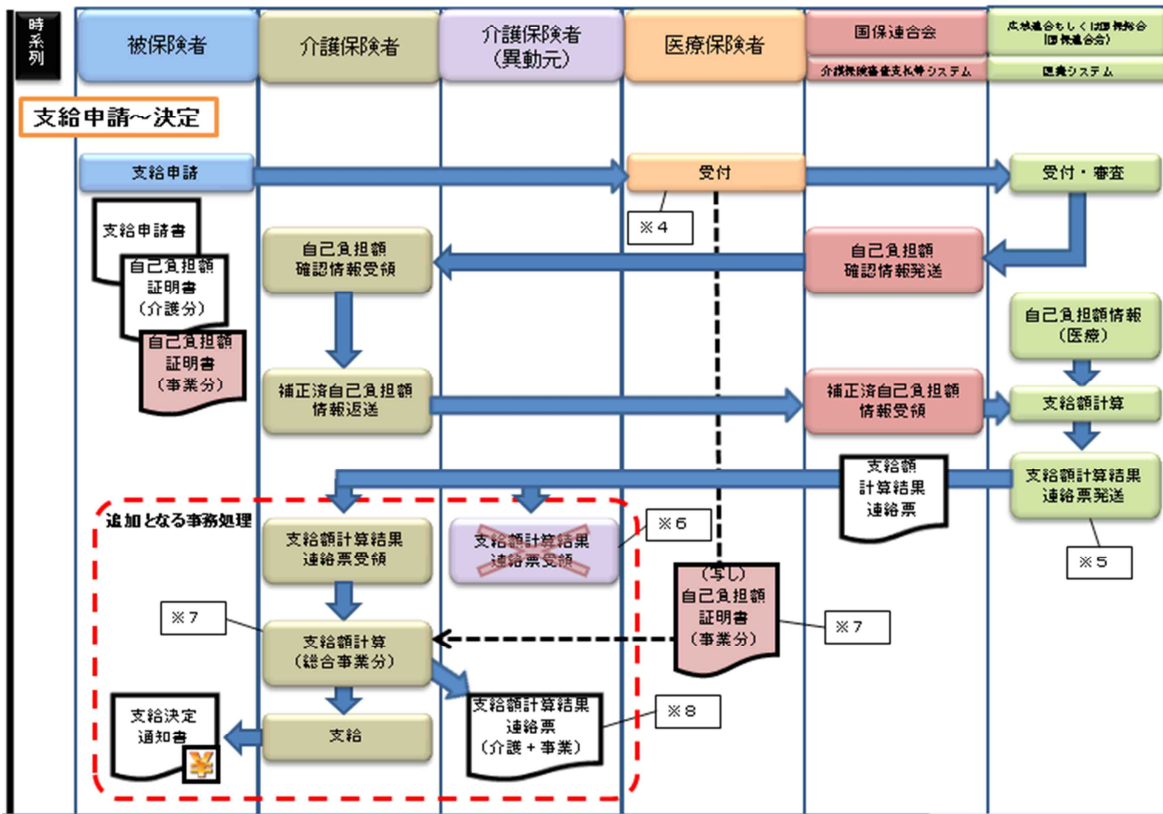 時系列
被保険者
介護保険者
介護保険者
(異動元)
医療保険者
国保連合会
介護保険審査支払等システム
広域連合もしくは国保総合
(国保連合会)
医療システム
支給申請～決定
支給申請
受付
受付・審査
※4
支給申請書
自己負担額
証明書
(介護分)
自己負担額
証明書
(事業分)
自己負担額
確認情報受領
自己負担額
確認情報発送
自己負担額情報
(医療)
補正済自己負担額
情報返送
補正済自己負担額
情報受領
支給額計算
支給額
計算結果
連絡票
支給額計算結果
連絡票発送
※5
追加となる事務処理
支給額計算結果
連絡票受領
支給額計算結果
連絡票受領
※6
(写し)
自己負担額
証明書
(事業分)
※7
※7
支給額計算
(総合事業分)
支給額計算結果
連絡票
(介護+事業)
※8
支給決定
通知書
¥
支給